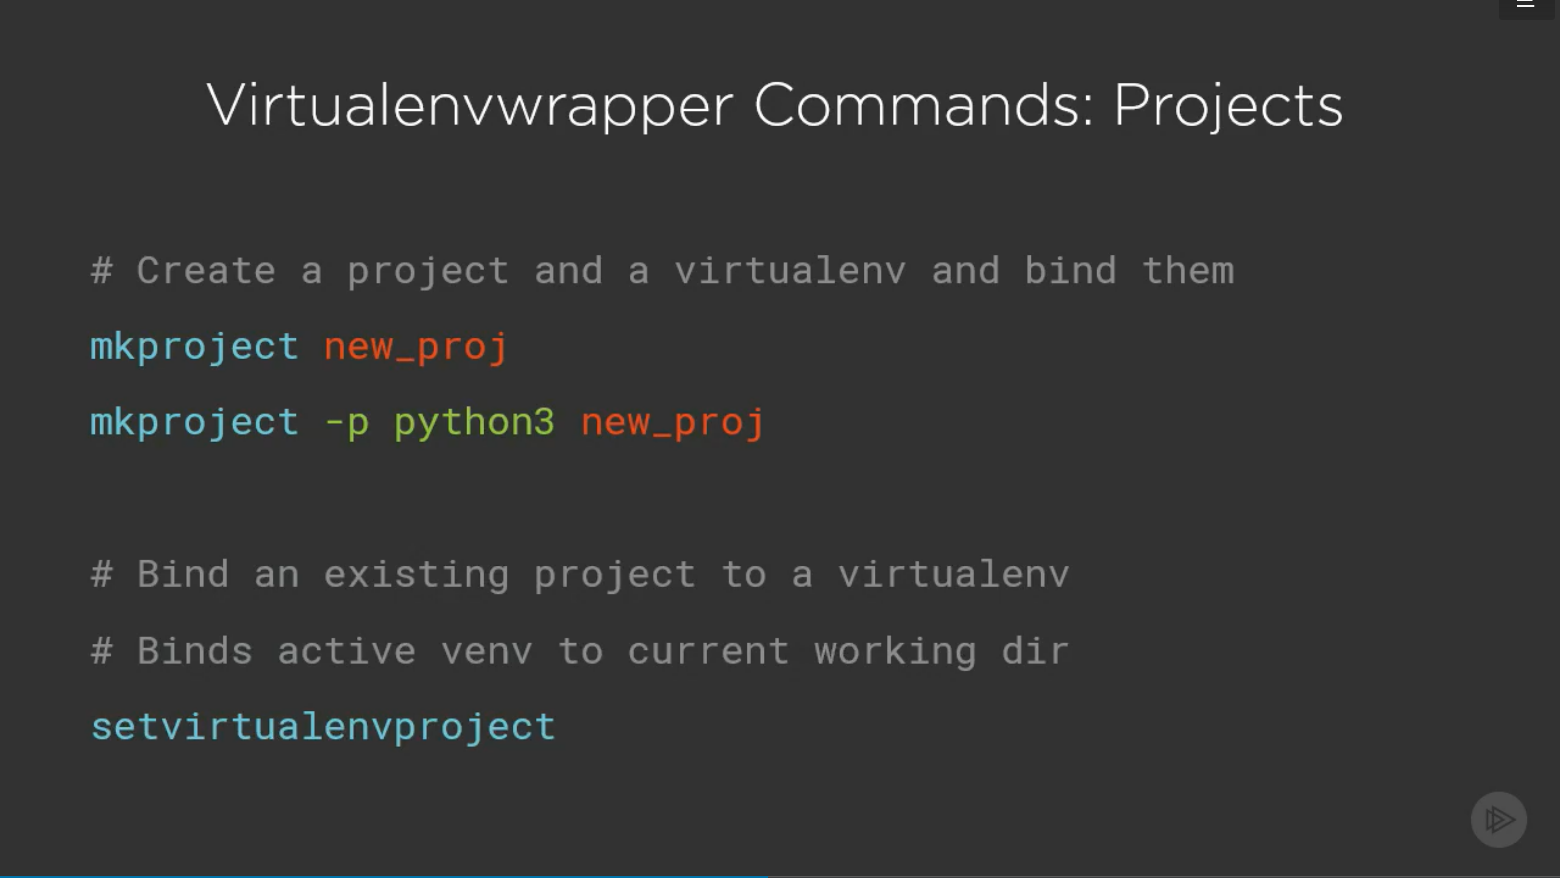 Virtualenvwrapper Commands: Projects
# Create a project and a virtualenv and bind them
mkproject new_proj
mkproject -p python3 new_proj
# Bind an existing project to a virtualenv
# Binds active venv to current working dir
setvirtualenvproject